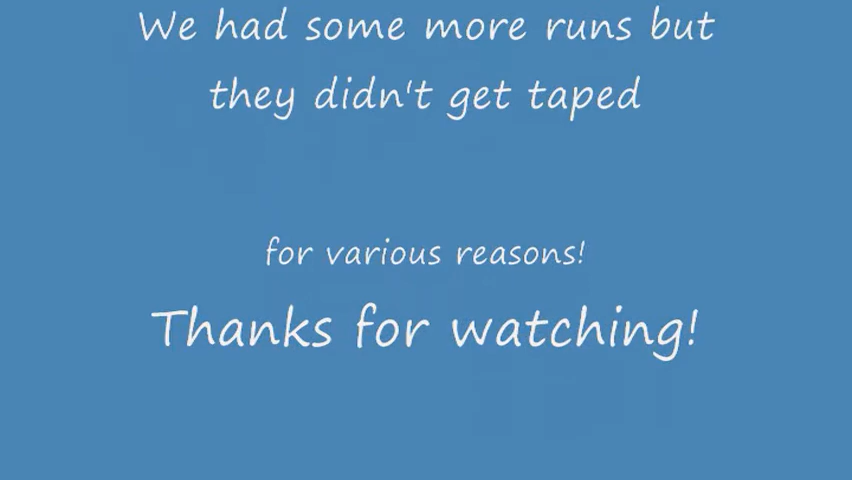 We had some more runs but
they didn't get taped
for various reasons!
Thanks for watching!